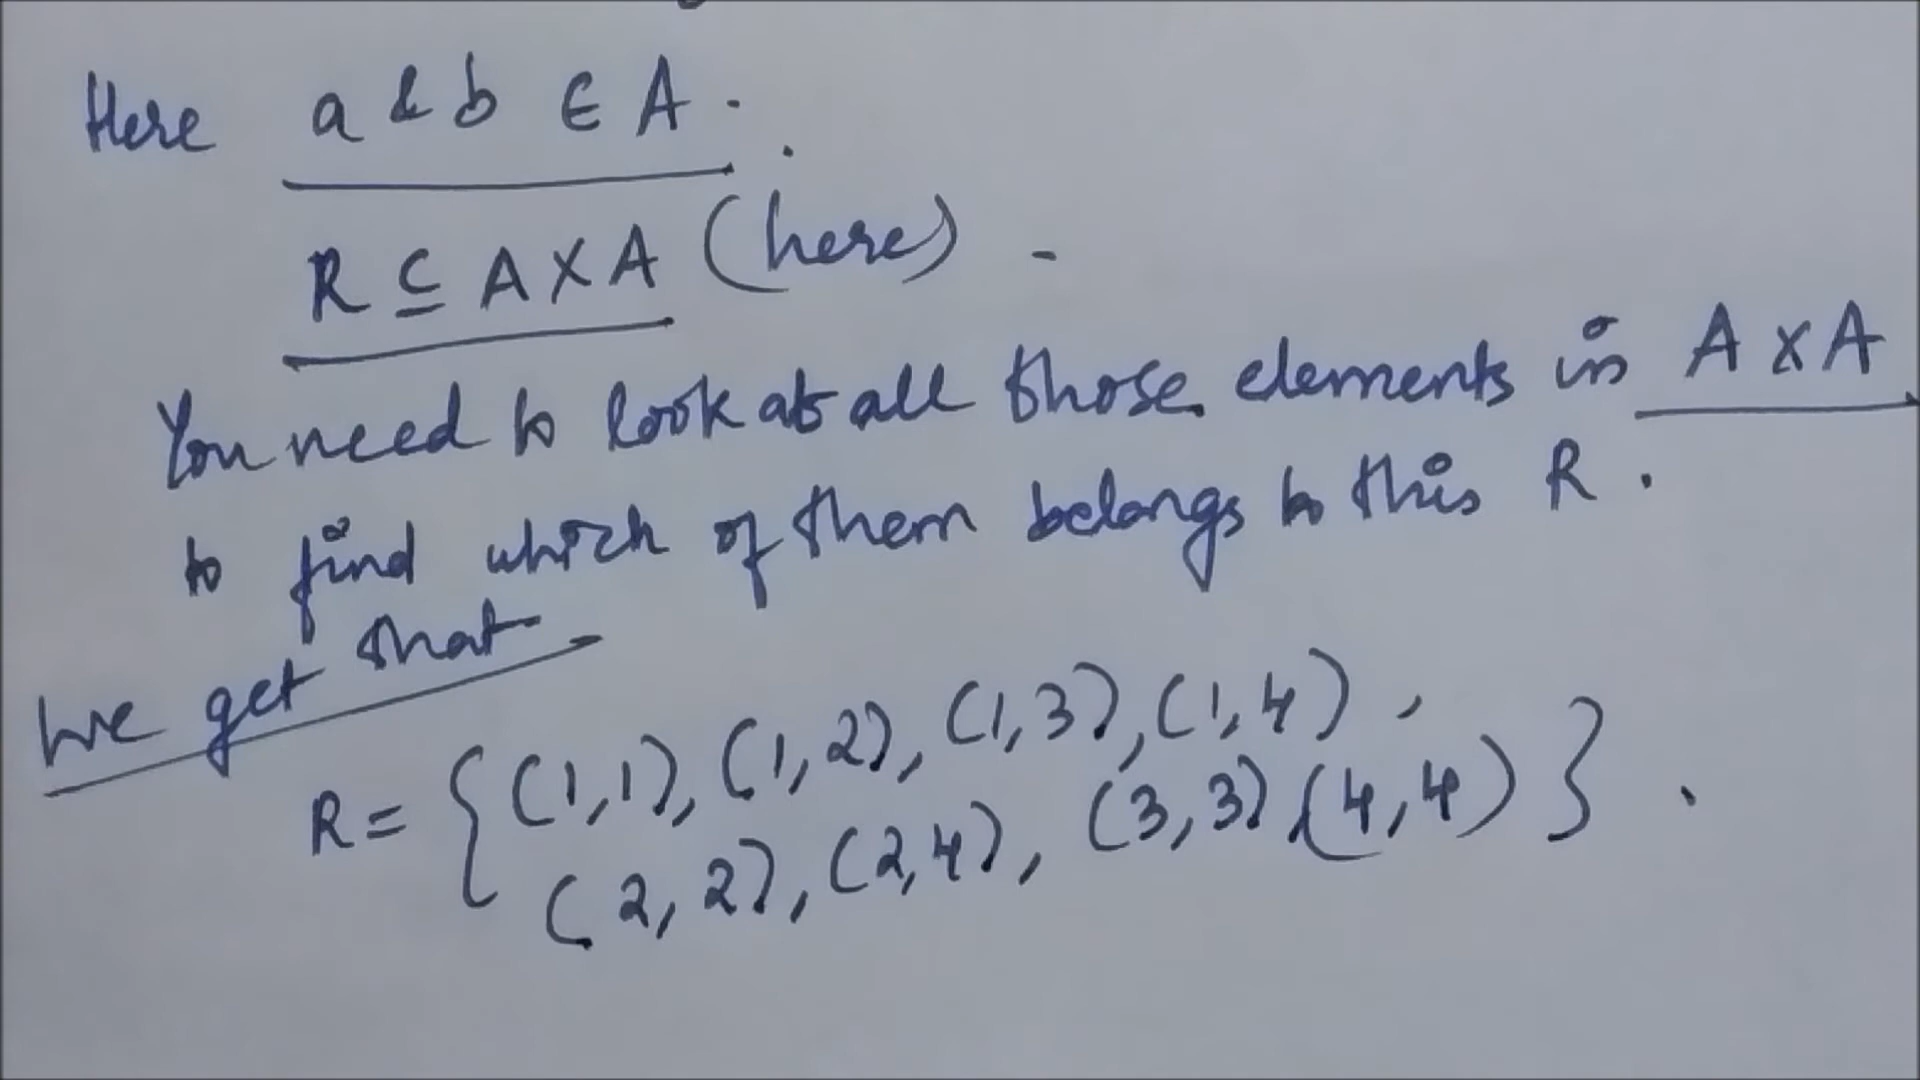 Here a & b ∈ A.
R ⊆ A X A (here).
You need to look at all those elements in A X A
to find which of them belongs to this R.
We get that
R = { (1,1), (1,2), (1,3), (1,4),
(2,2), (2,4), (3,3) (4,4) }.